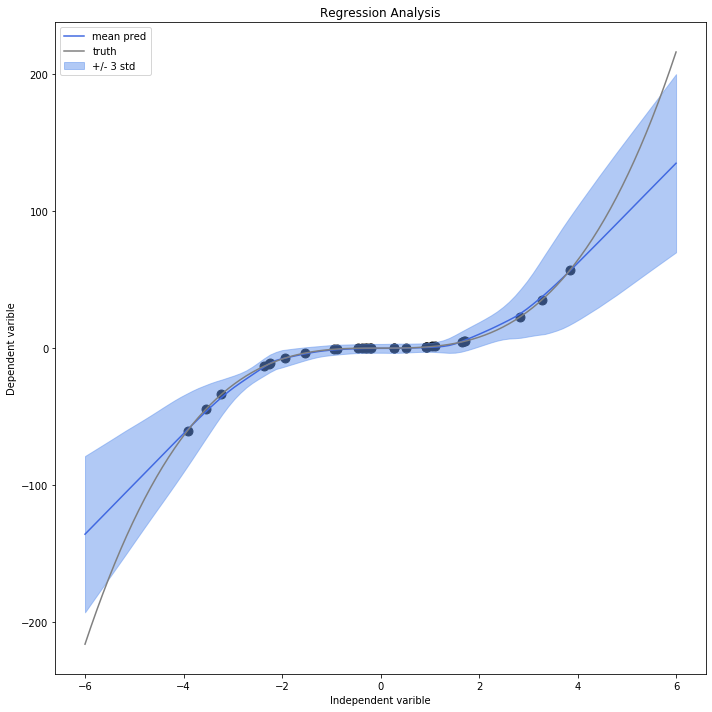 Regression Analysis
mean pred
truth
+/- 3 std
Dependent varible
200
100
0
−100
−200
−6 −4 −2 0 2 4 6
Independent varible